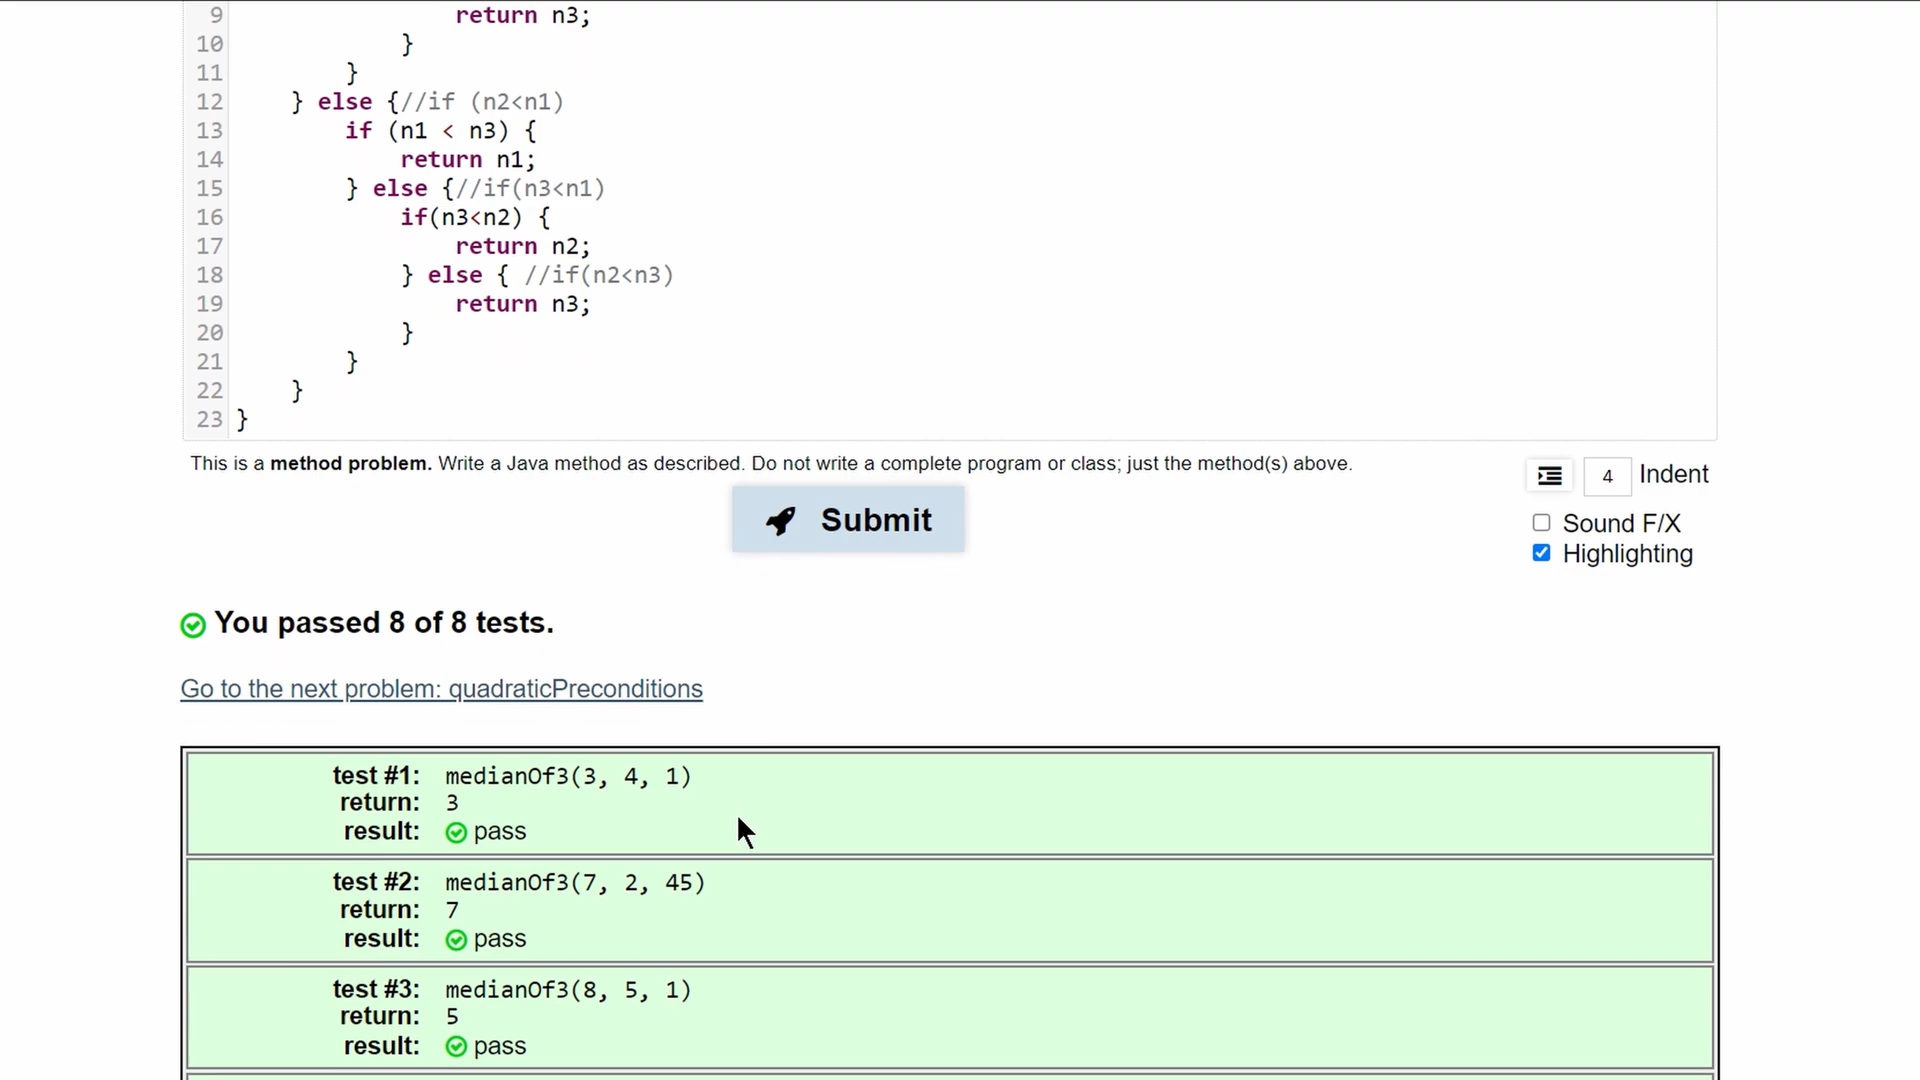 9 return n3;
10 }
11 }
12 } else {//if (n2<n1)
13 if (n1 < n3) {
14 return n1;
15 } else {//if(n3<n1)
16 if(n3<n2) {
17 return n2;
18 } else { //if(n2<n3)
19 return n3;
20 }
21 }
22 }
23 }
This is a method problem. Write a Java method as described. Do not write a complete program or class; just the method(s) above.
4 Indent
Submit
Sound F/X
Highlighting
You passed 8 of 8 tests.
Go to the next problem: quadraticPreconditions
test #1: medianOf3(3, 4, 1)
return: 3
result: pass
test #2: medianOf3(7, 2, 45)
return: 7
result: pass
test #3: medianOf3(8, 5, 1)
return: 5
result: pass